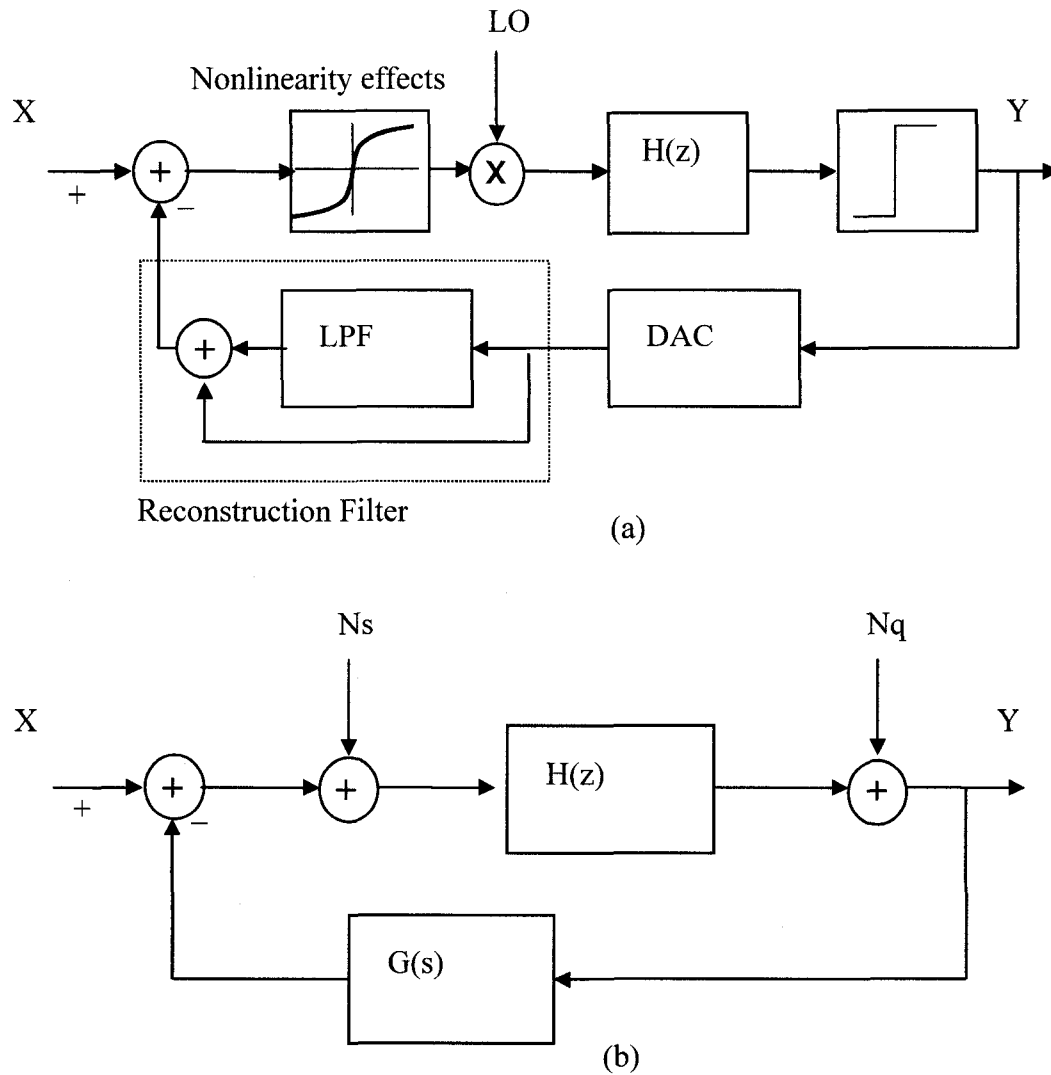 LO
Nonlinearity effects
X
Y
+
X
H(z)
+
−
LPF
DAC
+
Reconstruction Filter
(a)
Ns
Nq
X
Y
+
+
H(z)
+
+
−
G(s)
(b)